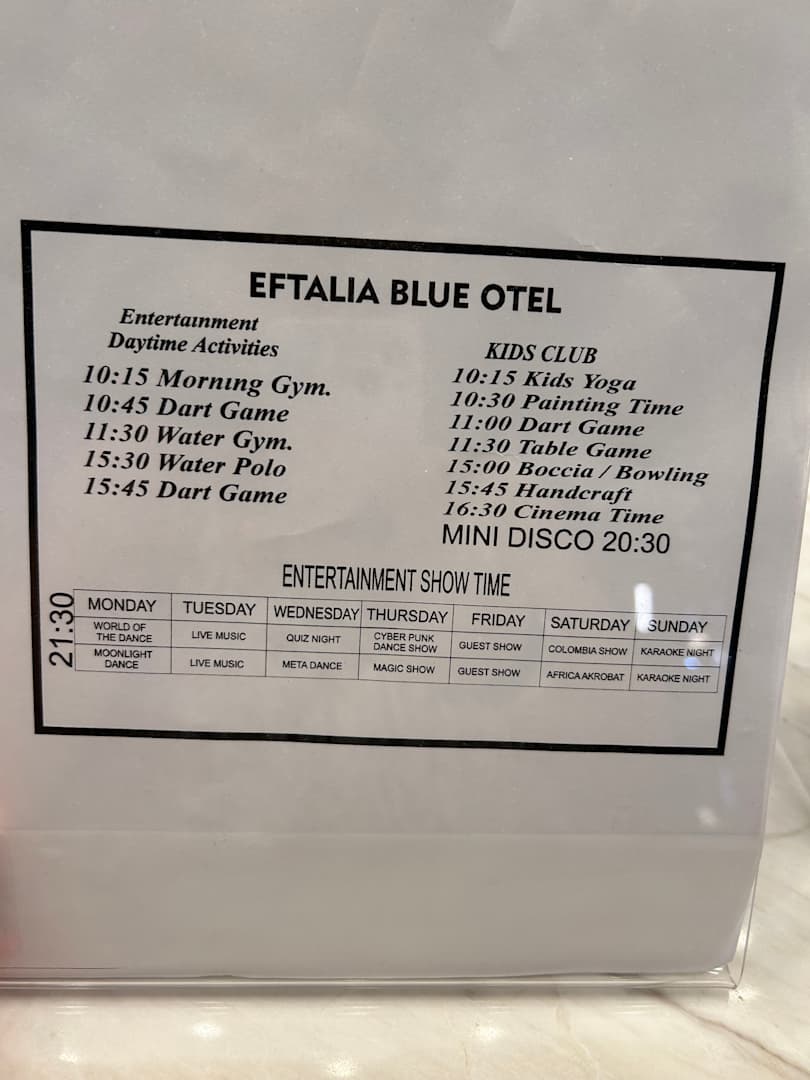 EFTALIA BLUE OTEL
Entertaınment
Daytime Activities
10:15 Mornıng Gym.
10:45 Dart Game
11:30 Water Gym.
15:30 Water Polo
15:45 Dart Game
KIDS CLUB
10:15 Kids Yoga
10:30 Painting Time
11:00 Dart Game
11:30 Table Game
15:00 Boccia / Bowling
15:45 Handcraft
16:30 Cinema Time
MINI DISCO 20:30
ENTERTAINMENT SHOW TIME
21:30
MONDAY TUESDAY WEDNESDAY THURSDAY FRIDAY SATURDAY SUNDAY
WORLD OF
THE DANCE
LIVE MUSIC
QUIZ NIGHT
CYBER PUNK
DANCE SHOW
GUEST SHOW
COLOMBIA SHOW
KARAOKE NIGHT
MOONLIGHT
DANCE
LIVE MUSIC
META DANCE
MAGIC SHOW
GUEST SHOW
AFRICA AKROBAT
KARAOKE NIGHT